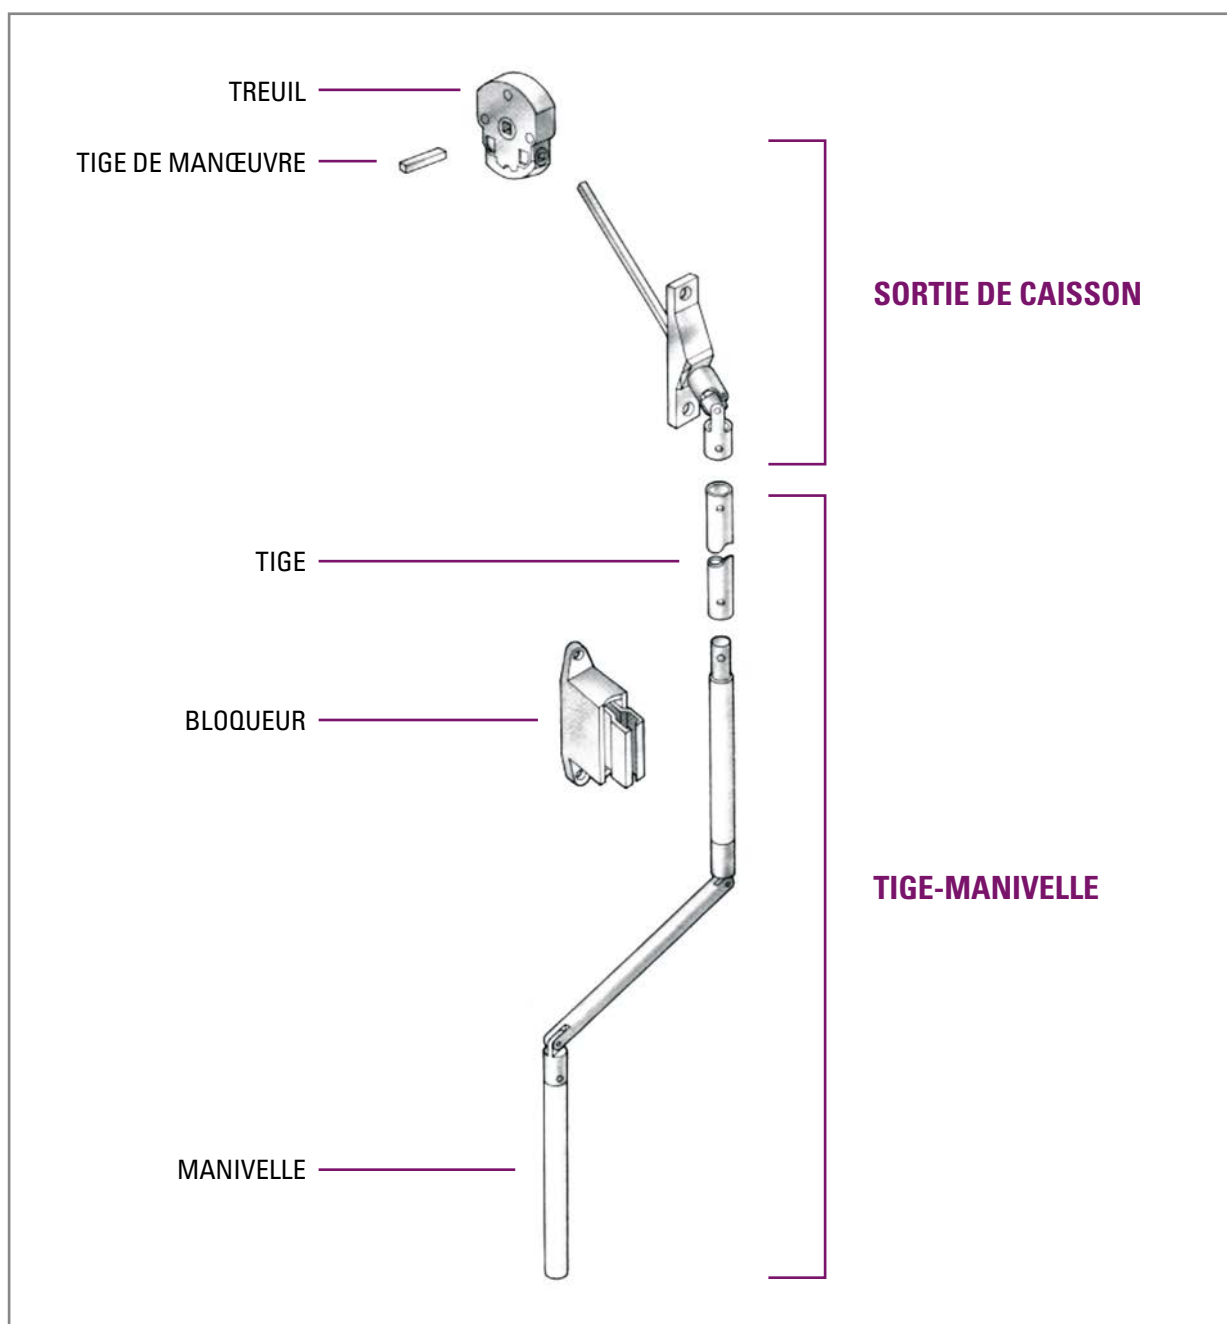 TREUIL
TIGE DE MANŒUVRE
SORTIE DE CAISSON
TIGE
BLOQUEUR
TIGE-MANIVELLE
MANIVELLE